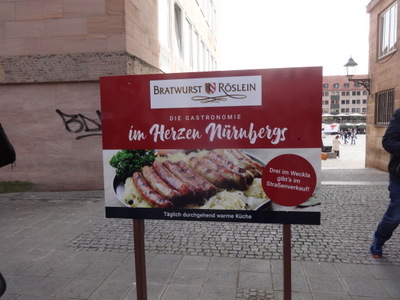 BRATWURST RÖSLEIN
DIE GASTRONOMIE
im Herzen Nürnbergs
Drei im Weckla
gibt's im
Straßenverkauf!
Täglich durchgehend warme Küche